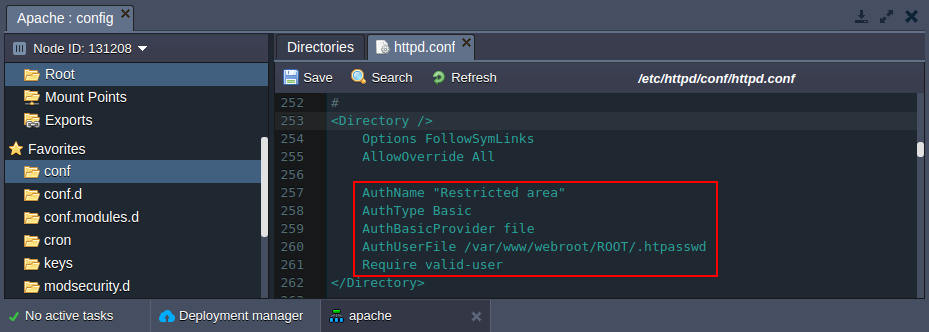 Apache : config
Node ID: 131208
Root
Mount Points
Exports
Favorites
conf
conf.d
conf.modules.d
cron
keys
modsecurity.d
Directories
httpd.conf
Save
Search
Refresh
/etc/httpd/conf/httpd.conf
252 #
253 <Directory />
254 Options FollowSymLinks
255 AllowOverride All
256
257 AuthName "Restricted area"
258 AuthType Basic
259 AuthBasicProvider file
260 AuthUserFile /var/www/webroot/ROOT/.htpasswd
261 Require valid-user
262 </Directory>
No active tasks
Deployment manager
apache